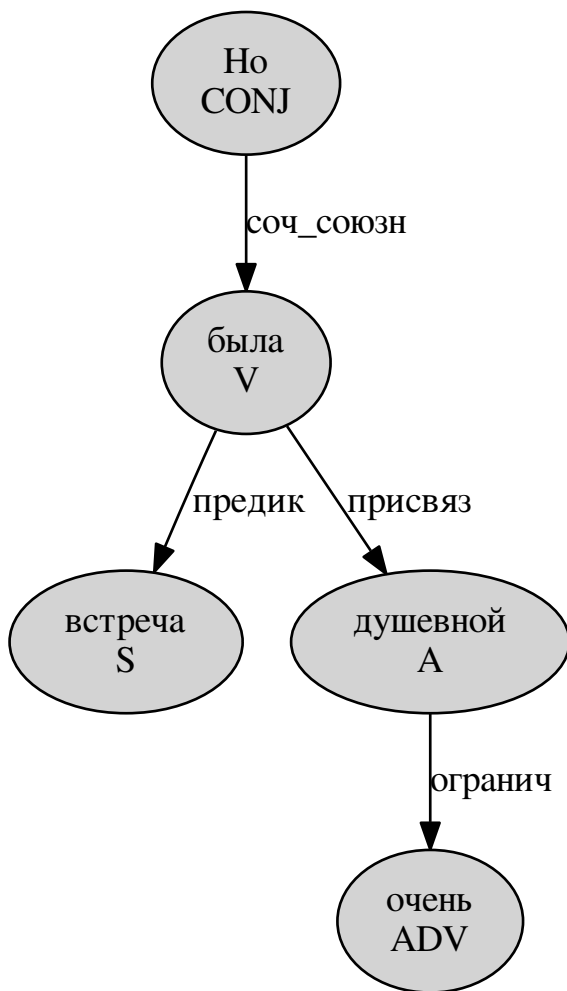 Но
CONJ
соч_союзн
была
V
предик
присвяз
встреча
S
душевной
A
огранич
очень
ADV